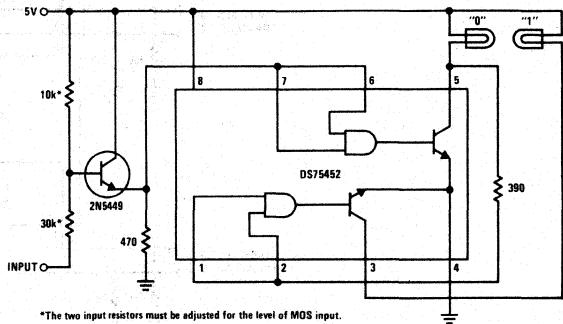 5V
"0" "1"
8 7 6 5
10k*
DS75452
2N5449
390
30k*
470
INPUT
1 2 3 4
*The two input resistors must be adjusted for the level of MOS input.